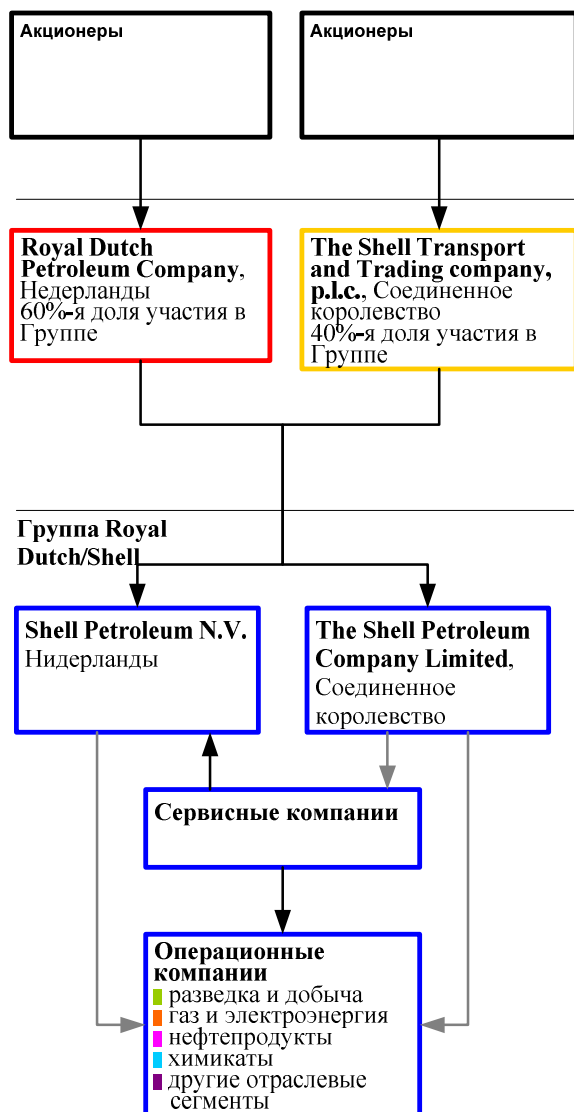 Акционеры
Акционеры
Royal Dutch
Petroleum Company,
Недерланды
60%-я доля участия в
Группе
The Shell Transport
and Trading company,
p.l.c., Соединенное
королевство
40%-я доля участия в
Группе
Группа Royal
Dutch/Shell
Shell Petroleum N.V.
Нидерланды
The Shell Petroleum
Company Limited,
Соединенное
королевство
Сервисные компании
Операционные
компании
разведка и добыча
газ и электроэнергия
нефтепродукты
химикаты
другие отраслевые
сегменты